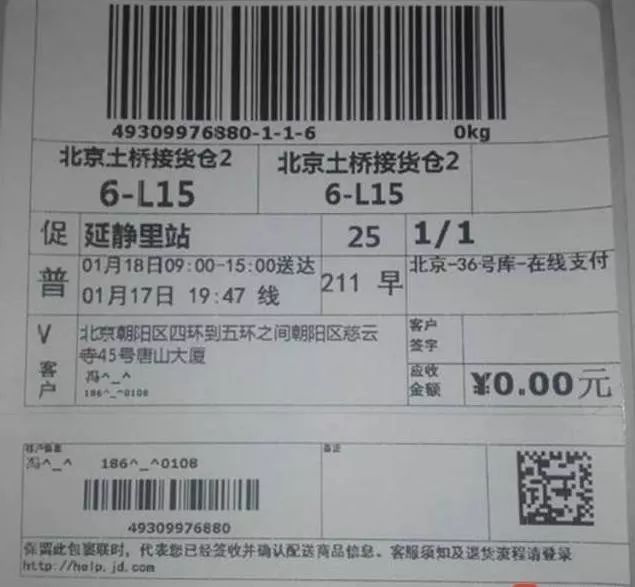 49309976880-1-1-6 0kg
北京土桥接货仓2 北京土桥接货仓2
6-L15 6-L15
促 延静里站 25 1/1
普 01月18日09:00-15:00送达 211 早 北京-36号库-在线支付
01月17日 19:47 线
V 北京朝阳区四环到五环之间朝阳区慈云
寺45号唐山大厦
客户 冯^_^
186^_^0108
客户
签字
应收
金额 ¥0.00元
客户信息 备注
冯^_^ 186^_^0108
49309976880
保留此包裹联时，代表您已经签收并确认配送商品信息。客服须知及退货流程请登录
http://help.jd.com